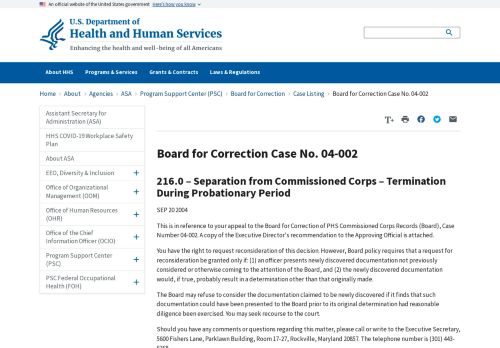 An official website of the United States government Here's how you know
U.S. Department of
Health and Human Services
Enhancing the health and well-being of all Americans
About HHS Programs & Services Grants & Contracts Laws & Regulations
Home › About › Agencies › ASA › Program Support Center (PSC) › Board for Correction › Case Listing › Board for Correction Case No. 04-002
Assistant Secretary for
Administration (ASA)
HHS COVID-19 Workplace Safety
Plan
About ASA
EEO, Diversity & Inclusion +
Office of Organizational
Management (OOM) +
Office of Human Resources
(OHR) +
Office of the Chief
Information Officer (OCIO) +
Program Support Center
(PSC) +
PSC Federal Occupational
Health (FOH) +
T+
Board for Correction Case No. 04-002
216.0 – Separation from Commissioned Corps – Termination
During Probationary Period
SEP 20 2004
This is in reference to your appeal to the Board for Correction of PHS Commissioned Corps Records (Board), Case
Number 04-002. A copy of the Executive Director's recommendation to the Approving Official is attached.
You have the right to request reconsideration of this decision. However, Board policy requires that a request for
reconsideration be granted only if: (1) an officer presents newly discovered documentation not previously
considered or otherwise coming to the attention of the Board, and (2) the newly discovered documentation
would, if true, probably result in a determination other than that originally made.
The Board may refuse to consider the documentation claimed to be newly discovered if it finds that such
documentation could have been presented to the Board prior to its original determination had reasonable
diligence been exercised. You may seek recourse to the court.
Should you have any comments or questions regarding this matter, please call or write to the Executive Secretary,
5600 Fishers Lane, Parklawn Building, Room 17-27, Rockville, Maryland 20857. The telephone number is (301) 443-